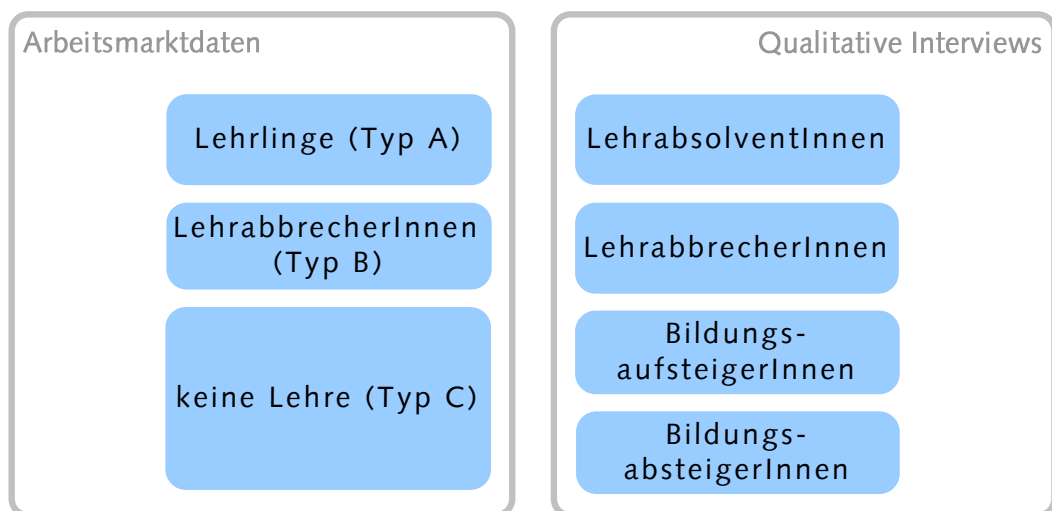 Arbeitsmarktdaten
Lehrlinge (Typ A)
LehrabbrecherInnen
(Typ B)
keine Lehre (Typ C)
Qualitative Interviews
LehrabsolventInnen
LehrabbrecherInnen
Bildungs-
aufsteigerInnen
Bildungs-
absteigerInnen